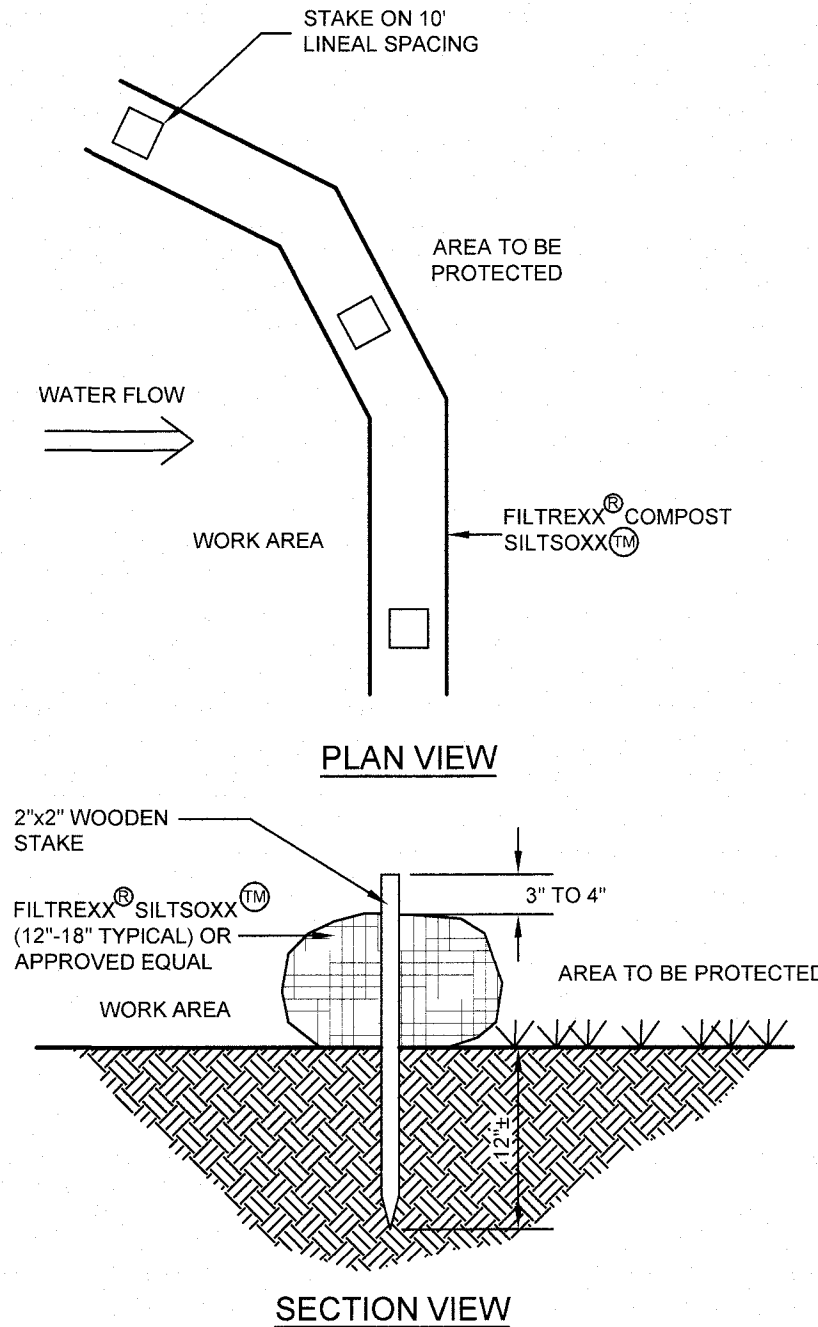 STAKE ON 10'
LINEAL SPACING
AREA TO BE
PROTECTED
WATER FLOW
WORK AREA
FILTREXX® COMPOST
SILTSOXX™
PLAN VIEW
2"x2" WOODEN
STAKE
3" TO 4"
FILTREXX® SILTSOXX™
(12"-18" TYPICAL) OR
APPROVED EQUAL
AREA TO BE PROTECTED
WORK AREA
12"±
SECTION VIEW